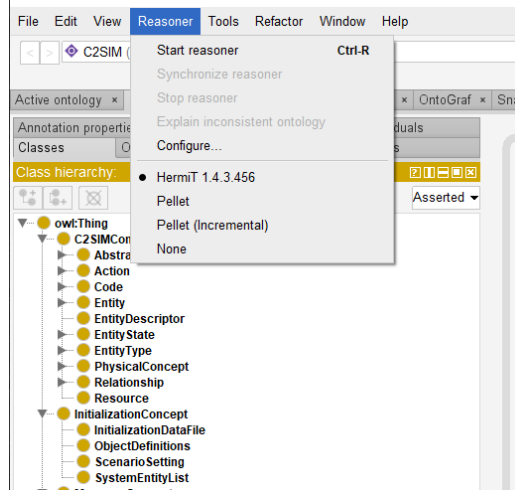 File Edit View Reasoner Tools Refactor Window Help
< > C2SIM (
Start reasoner Ctrl-R
Synchronize reasoner
Stop reasoner
Explain inconsistent ontology
Configure...
HermiT 1.4.3.456
Pellet
Pellet (Incremental)
None
Active ontology × × OntoGraf × Sna
Annotation propertie duals
Classes O s
Class hierarchy:
Asserted
owl:Thing
C2SIMCon
Abstra
Action
Code
Entity
EntityDescriptor
EntityState
EntityType
PhysicalConcept
Relationship
Resource
InitializationConcept
InitializationDataFile
ObjectDefinitions
ScenarioSetting
SystemEntityList